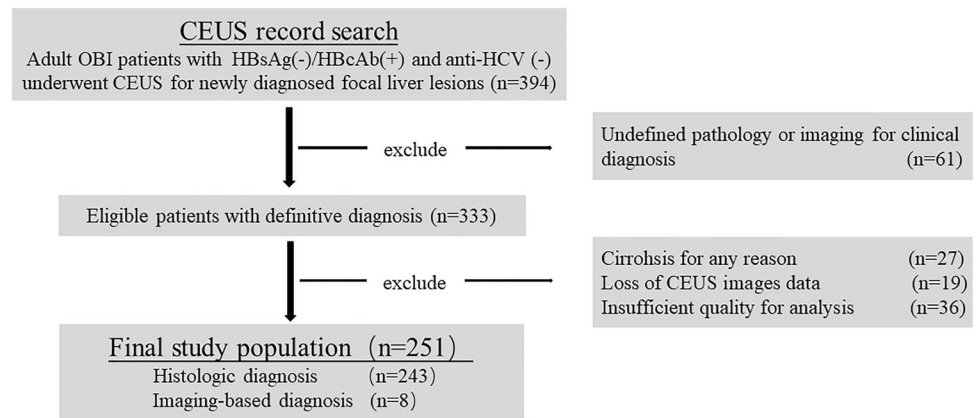 CEUS record search
Adult OBI patients with HBsAg(-)/HBcAb(+) and anti-HCV (-)
underwent CEUS for newly diagnosed focal liver lesions (n=394)
exclude
Undefined pathology or imaging for clinical
diagnosis (n=61)
Eligible patients with definitive diagnosis (n=333)
exclude
Cirrohsis for any reason (n=27)
Loss of CEUS images data (n=19)
Insufficient quality for analysis (n=36)
Final study population (n=251)
Histologic diagnosis (n=243)
Imaging-based diagnosis (n=8)